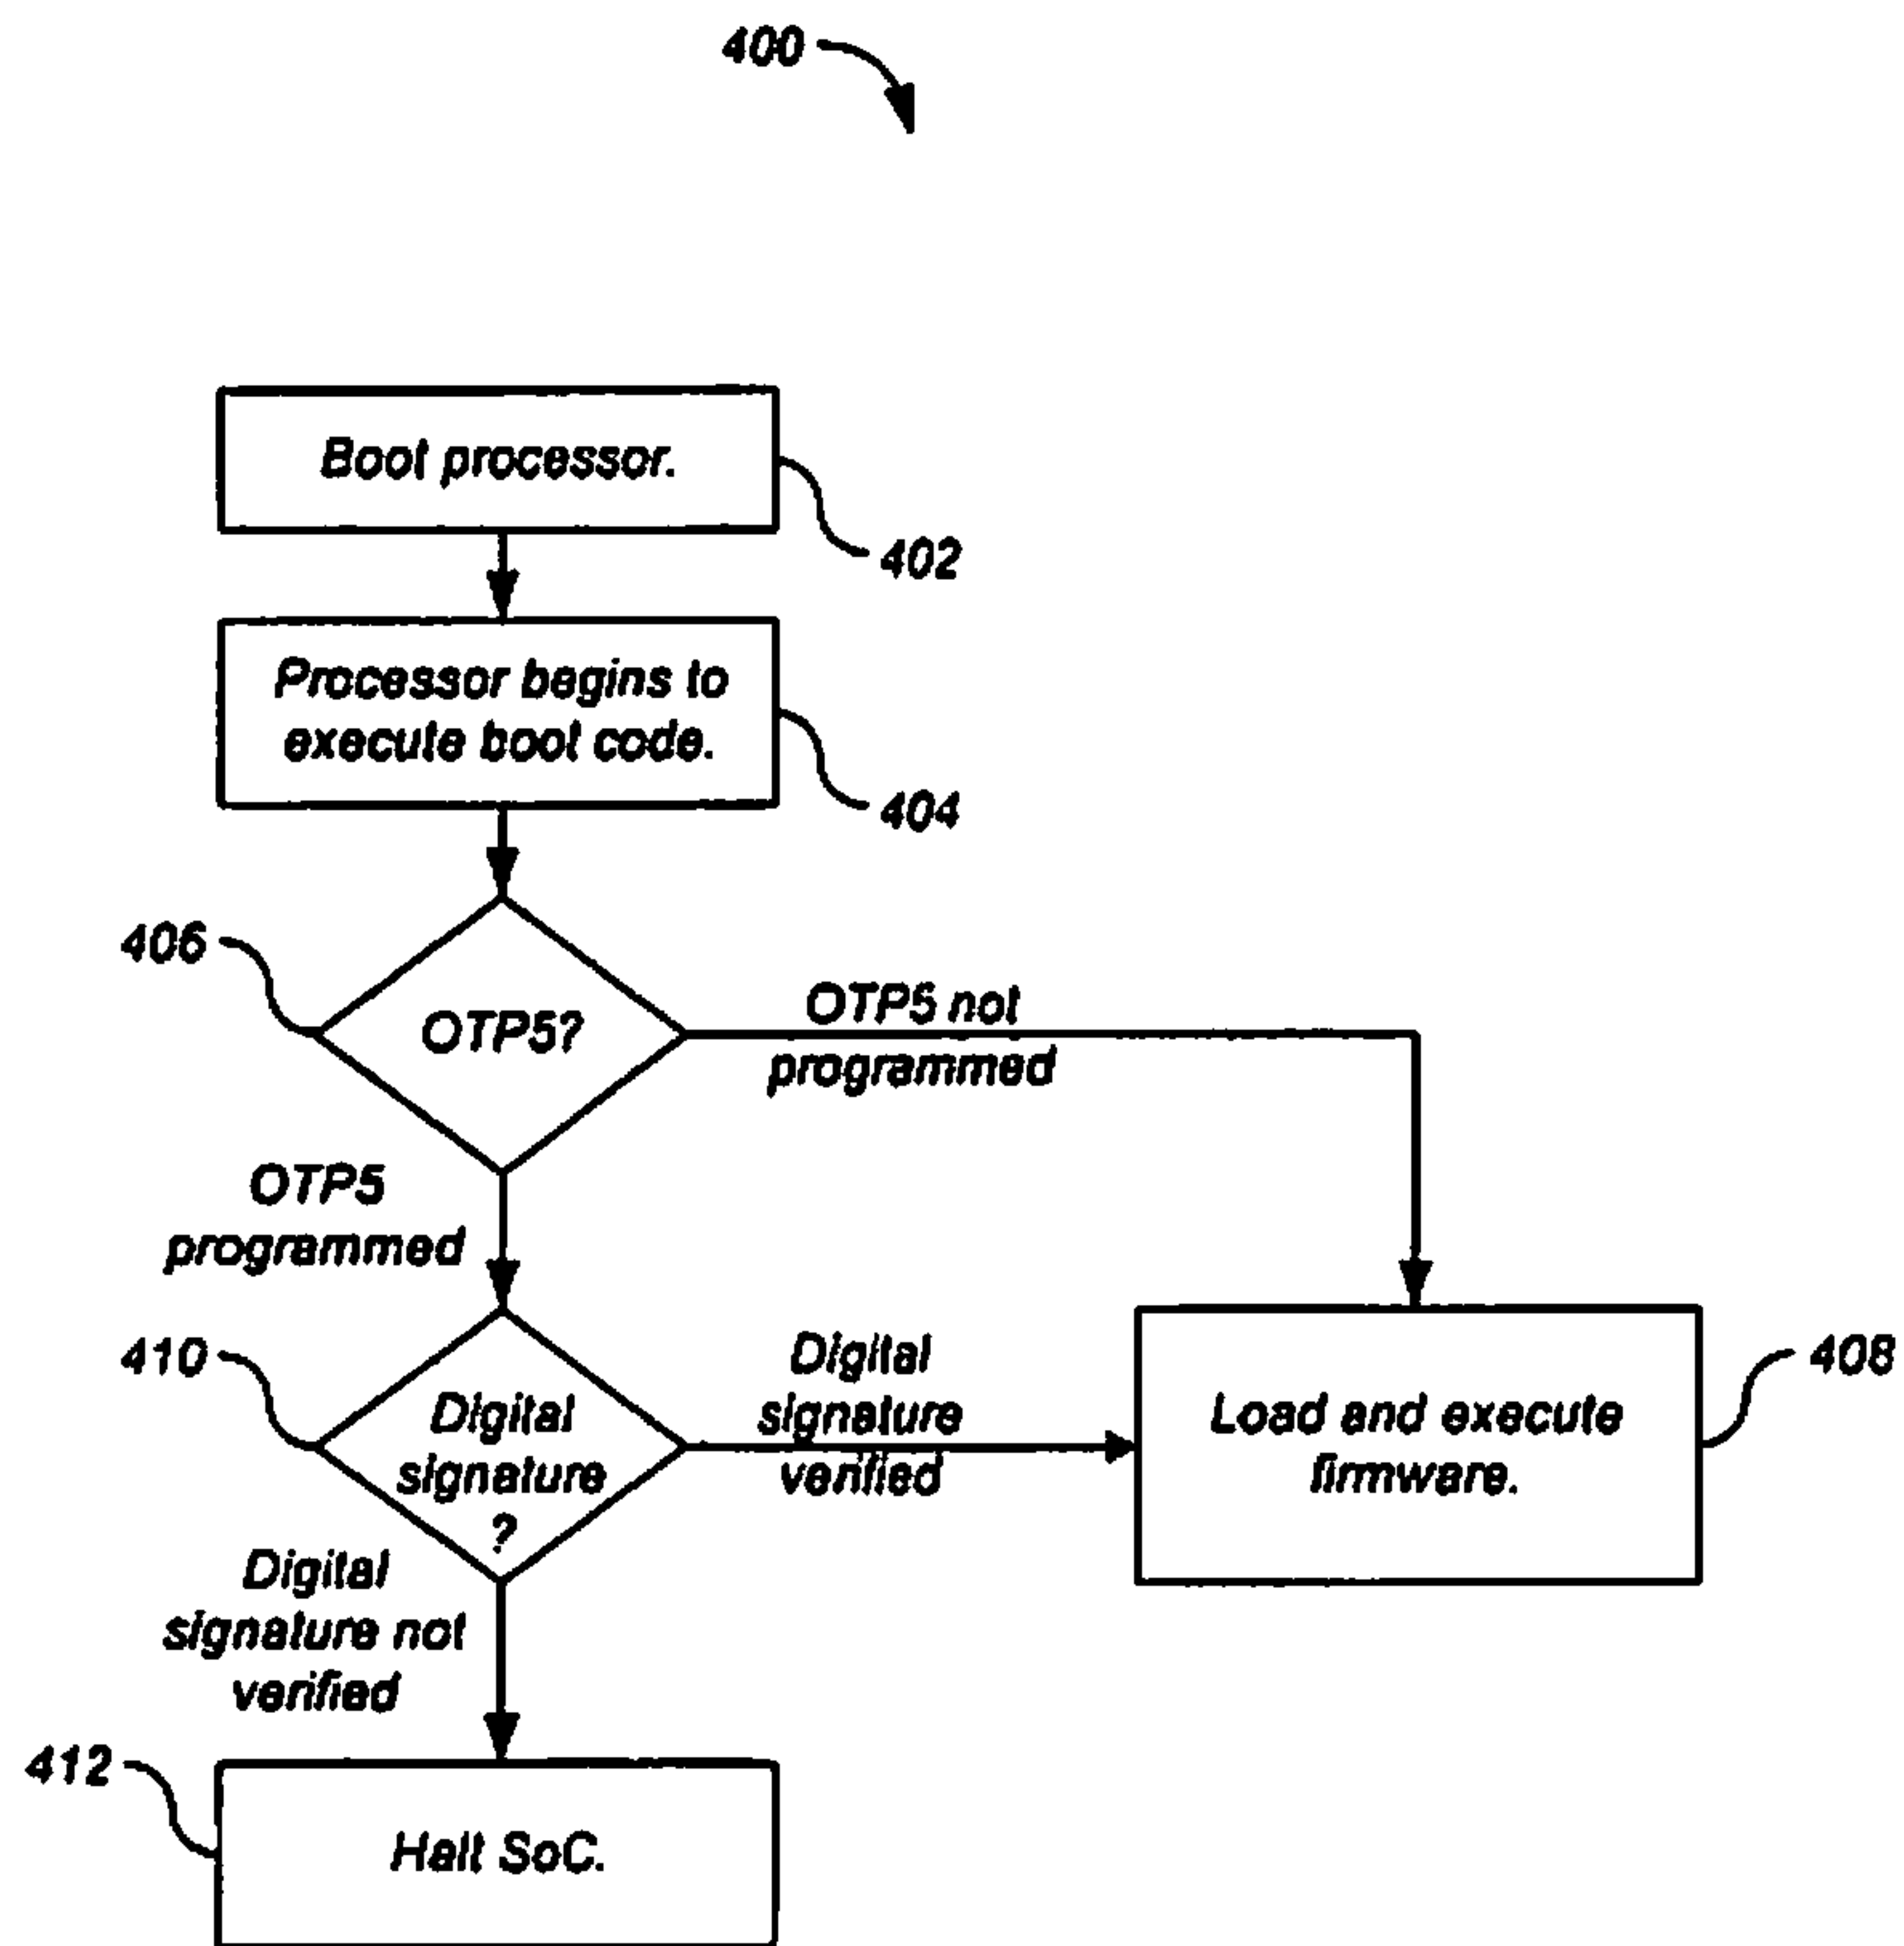 400
Boot processor.
402
Processor begins to
execute boot code.
404
406
OTP5?
OTP5 not
programmed
OTP5
programmed
410
Digital
signature
?
Digital
signature
verified
Load and execute
firmware.
408
Digital
signature not
verified
412
Halt SoC.